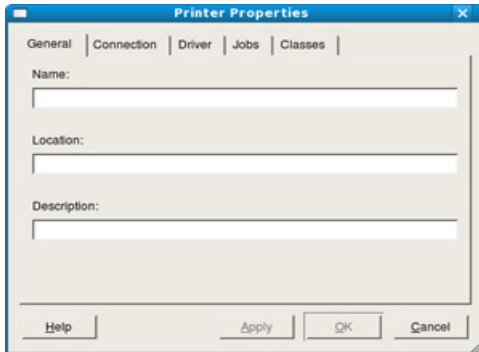 Printer Properties
General Connection Driver Jobs Classes
Name:
Location:
Description:
Help Apply OK Cancel